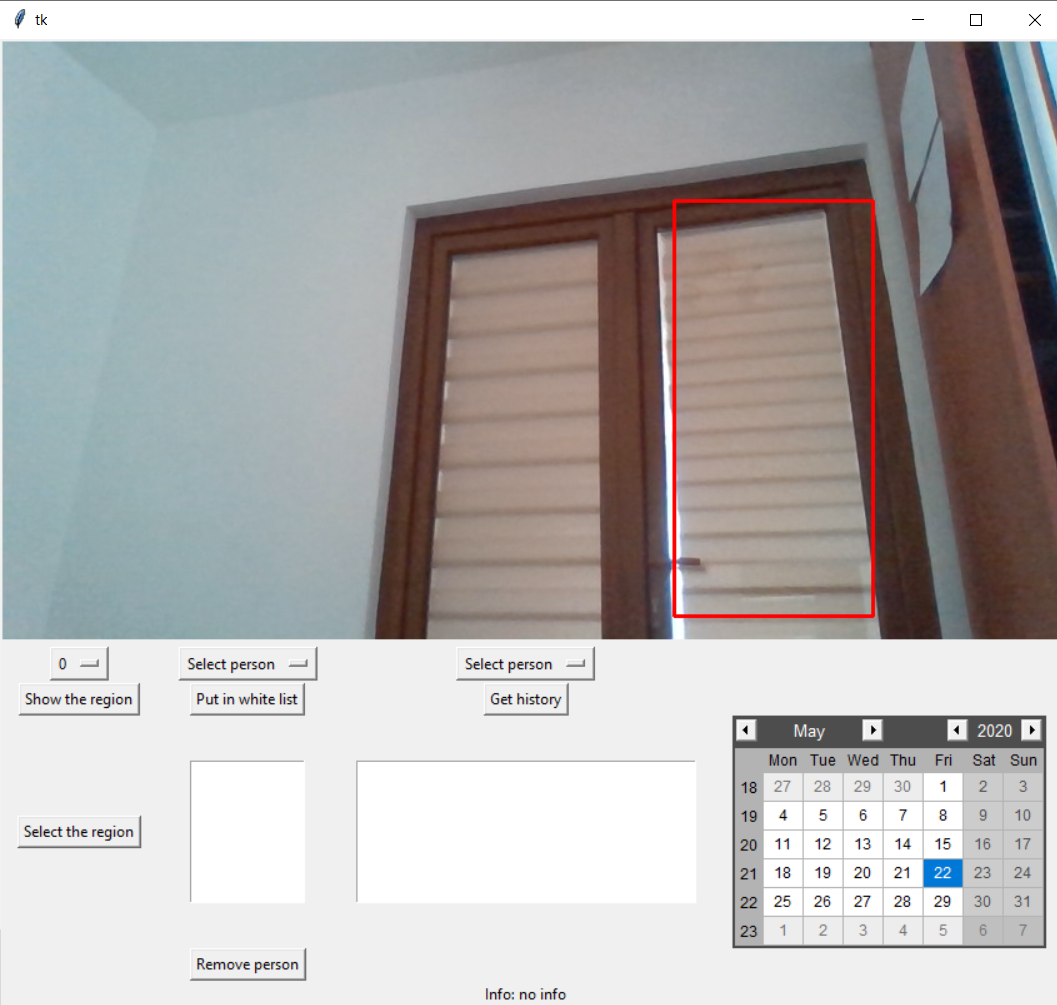 tk
0 Select person Select person
Show the region Put in white list Get history
May 2020
Mon Tue Wed Thu Fri Sat Sun
18 27 28 29 30 1 2 3
19 4 5 6 7 8 9 10
20 11 12 13 14 15 16 17
21 18 19 20 21 22 23 24
22 25 26 27 28 29 30 31
23 1 2 3 4 5 6 7
Select the region
Remove person
Info: no info